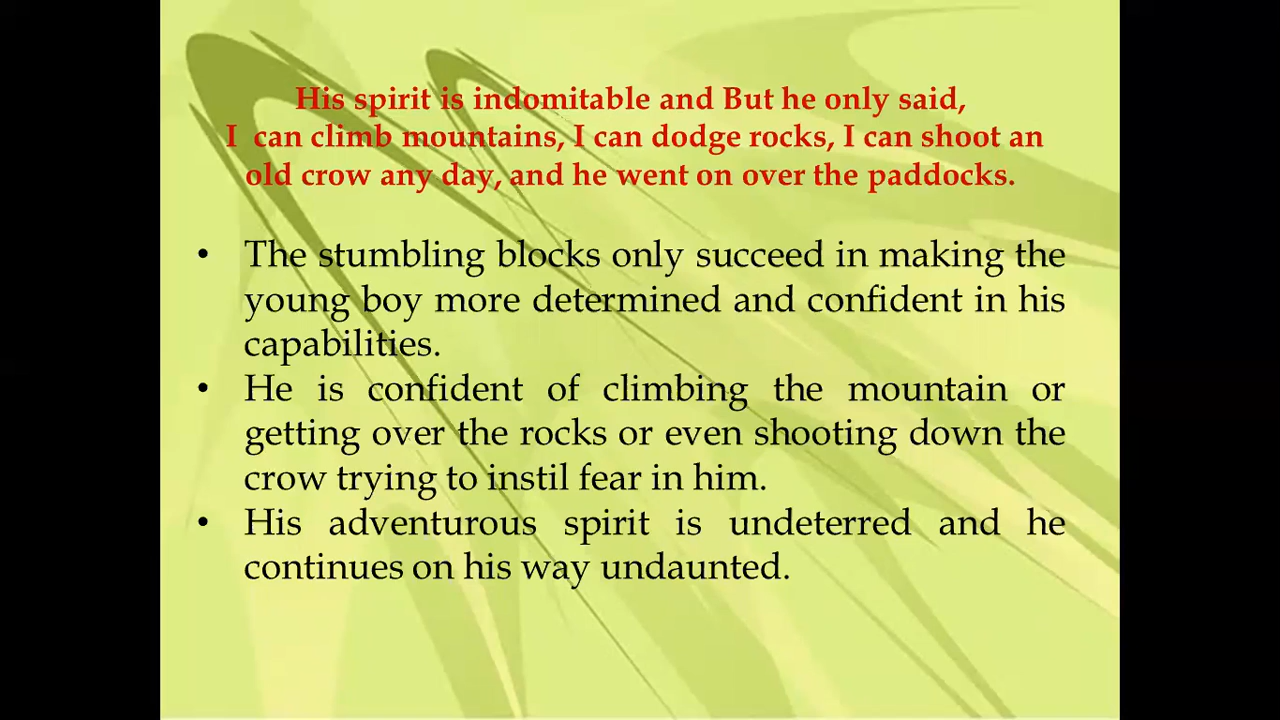 His spirit is indomitable and But he only said,
I can climb mountains, I can dodge rocks, I can shoot an
old crow any day, and he went on over the paddocks.
• The stumbling blocks only succeed in making the
young boy more determined and confident in his
capabilities.
• He is confident of climbing the mountain or
getting over the rocks or even shooting down the
crow trying to instil fear in him.
• His adventurous spirit is undeterred and he
continues on his way undaunted.